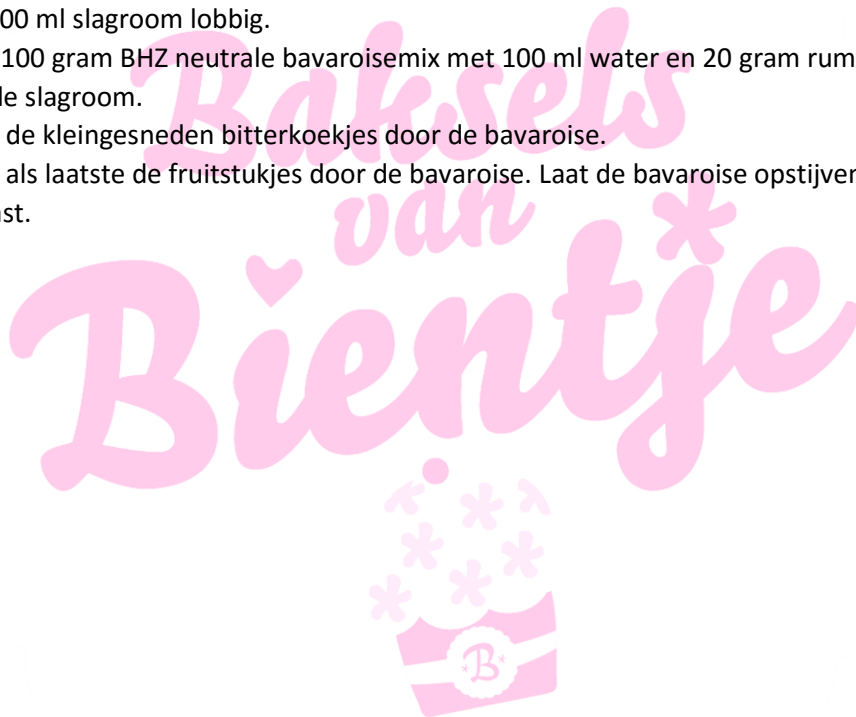 00 ml slagroom lobbig.
100 gram BHZ neutrale bavaroisemix met 100 ml water en 20 gram rum
de slagroom.
de kleingesneden bitterkoekjes door de bavaroise.
als laatste de fruitstukjes door de bavaroise. Laat de bavaroise opstijven
Baksels
van
Bientje
B